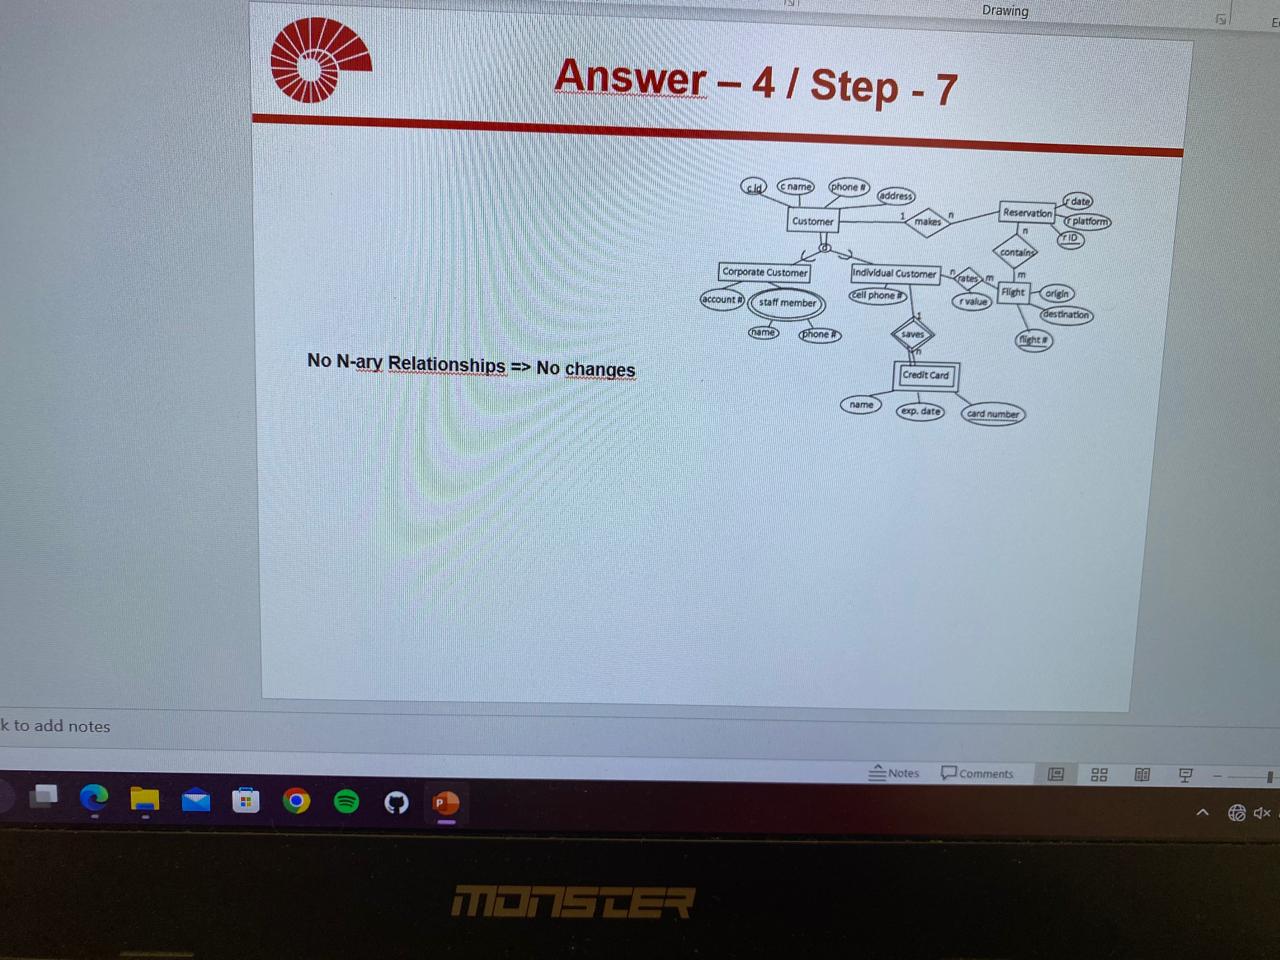 Drawing
Answer – 4 / Step - 7
c id
c name
phone #
address
Customer
1
makes
n
Reservation
r date
r platform
r ID
n
contains
m
d
Corporate Customer
Individual Customer
n
rates
m
Flight
origin
destination
flight #
account #
staff member
cell phone #
r value
name
phone #
1
saves
n
Credit Card
name
exp. date
card number
No N-ary Relationships => No changes
k to add notes
Notes
Comments
P
MONSTER